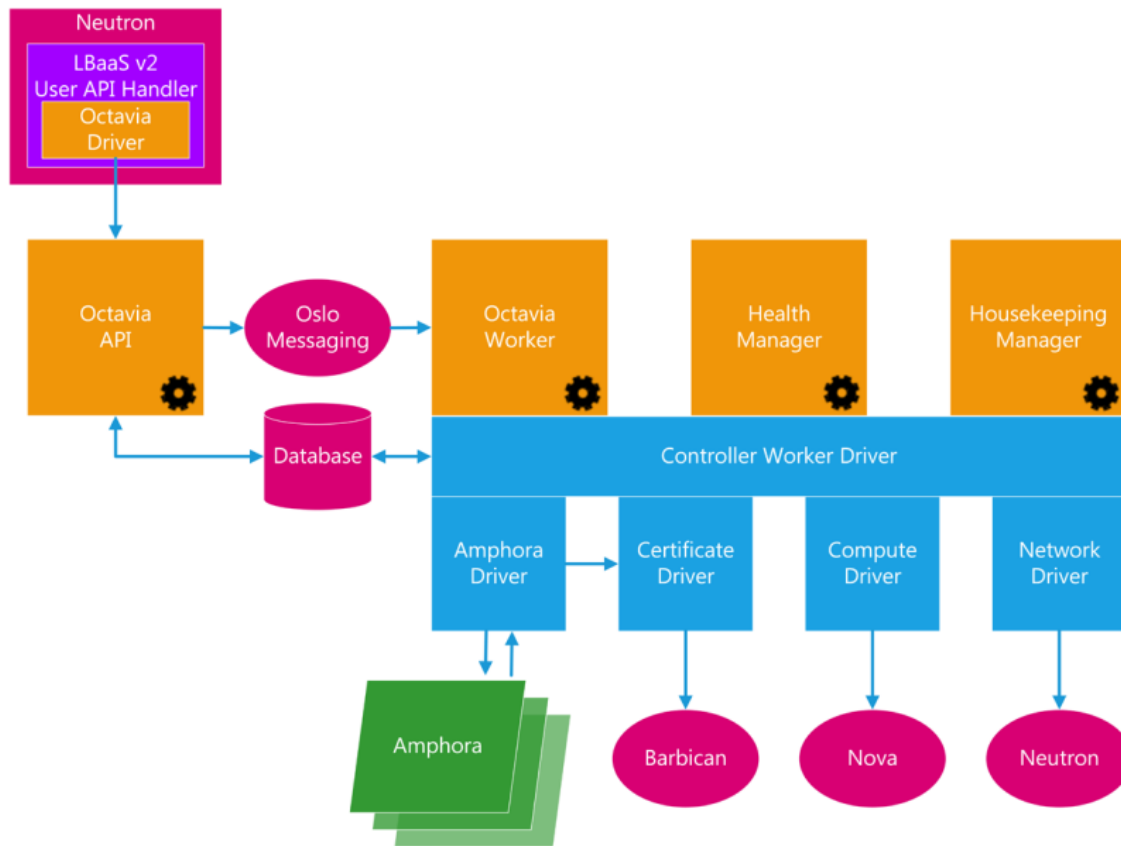 Neutron
LBaaS v2
User API Handler
Octavia
Driver
Octavia
API
Oslo
Messaging
Octavia
Worker
Health
Manager
Housekeeping
Manager
Database
Controller Worker Driver
Amphora
Driver
Certificate
Driver
Compute
Driver
Network
Driver
Amphora
Barbican
Nova
Neutron